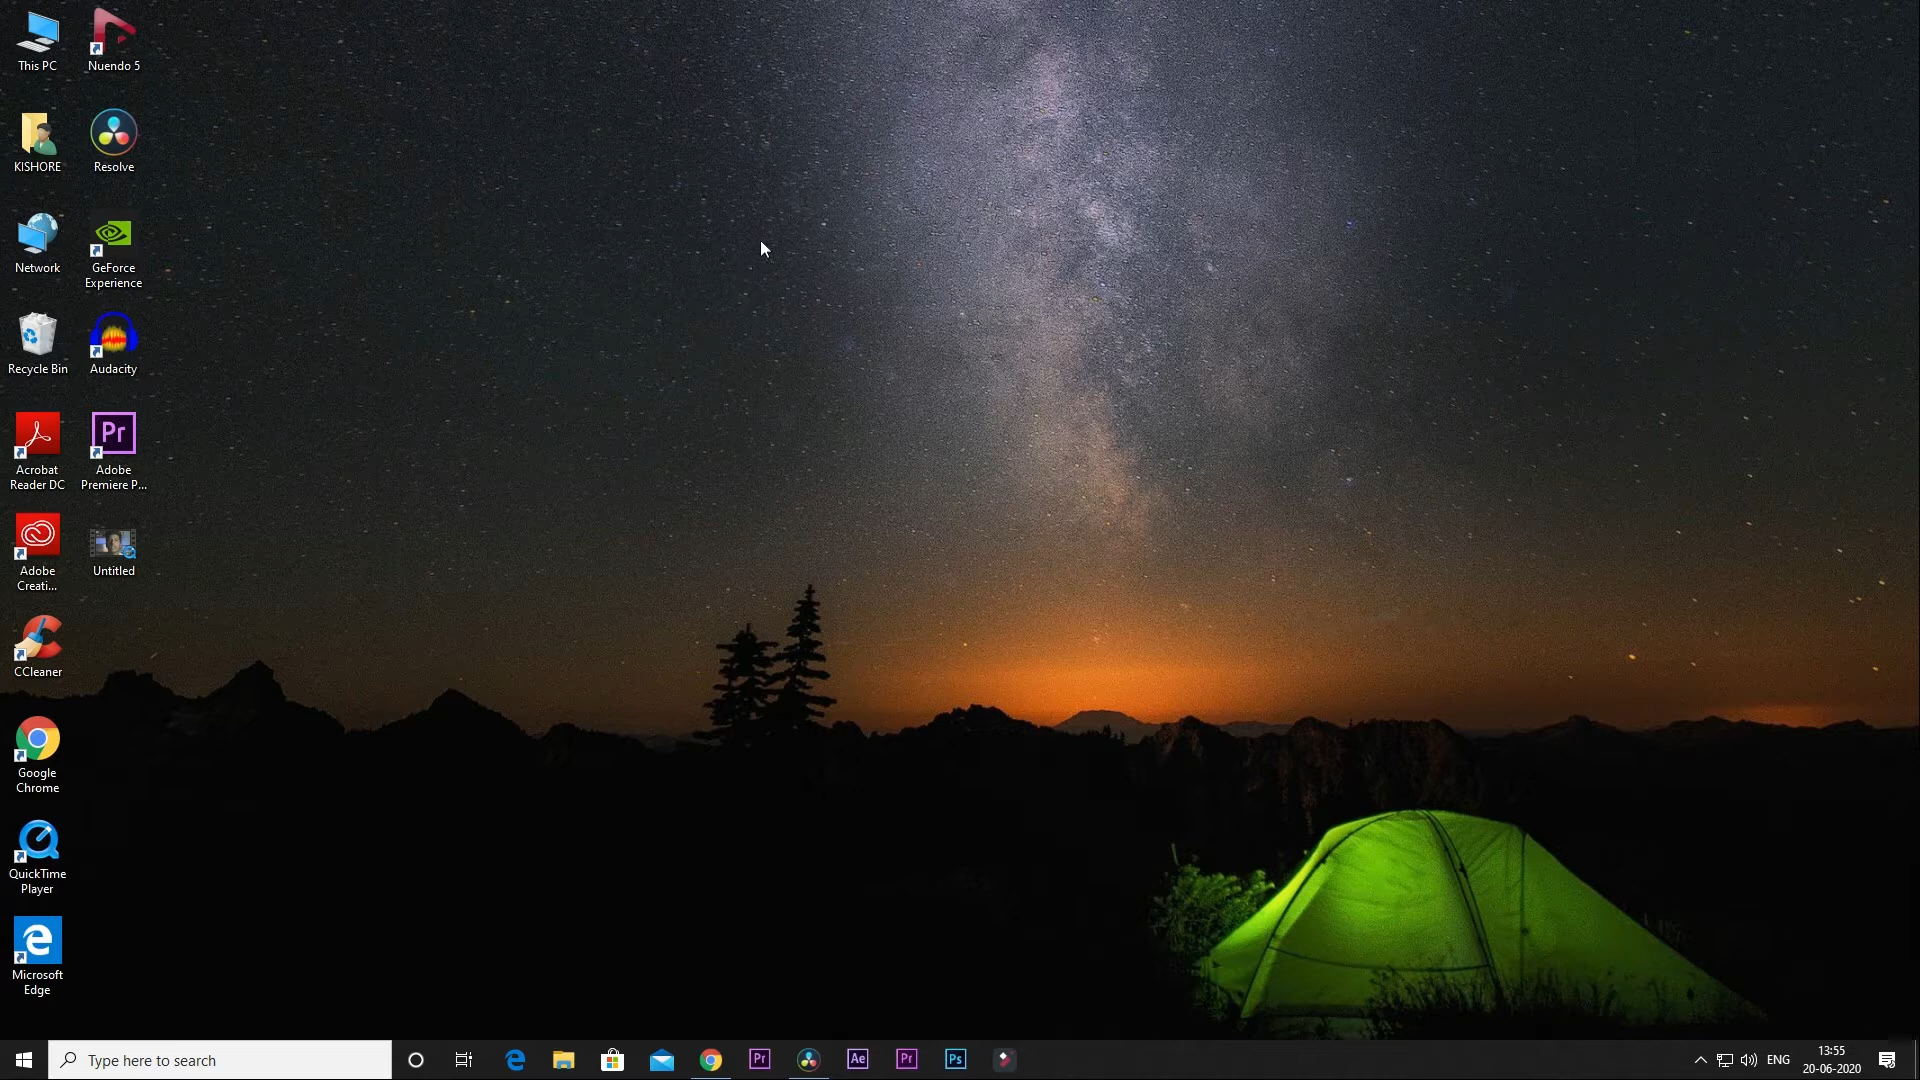 This PC
Nuendo 5
KISHORE
Resolve
Network
GeForce
Experience
Recycle Bin
Audacity
Acrobat
Reader DC
Pr
Adobe
Premiere P...
Adobe
Creati...
Untitled
CCleaner
Google
Chrome
QuickTime
Player
Microsoft
Edge
Type here to search
Pr
Ae
Pr
Ps
ENG
13:55
20-06-2020